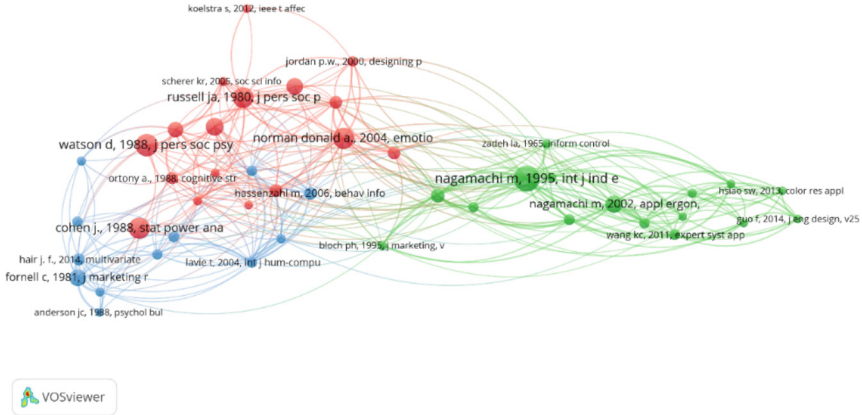 koelstra s, 2012, ieee t affec
jordan p.w., 2000, designing p
scherer kr, 2005, soc sci info
russell ja, 1980, j pers soc p
norman donald a., 2004, emotio
watson d, 1988, j pers soc psy
zadeh la, 1965, inform control
ortony a., 1988, cognitive str
nagamachi m, 1995, int j ind e
hassenzahl m, 2006, behav info
hsiao sw, 2013, color res appl
nagamachi m, 2002, appl ergon,
guo f, 2014, j eng design, v25
cohen j., 1988, stat power ana
wang kc, 2011, expert syst app
bloch ph, 1995, j marketing, v
hair j. f., 2014, multivariate
lavie t, 2004, int j hum-compu
fornell c, 1981, j marketing r
anderson jc, 1988, psychol bul
VOSviewer